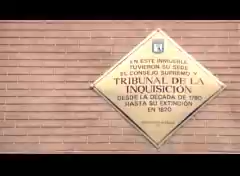 EN ESTE INMUEBLE
TUVIERON SU SEDE
EL CONSEJO SUPREMO Y
TRIBUNAL DE LA
INQUISICIÓN
DESDE LA DÉCADA DE 1780
HASTA SU EXTINCIÓN
EN 1820